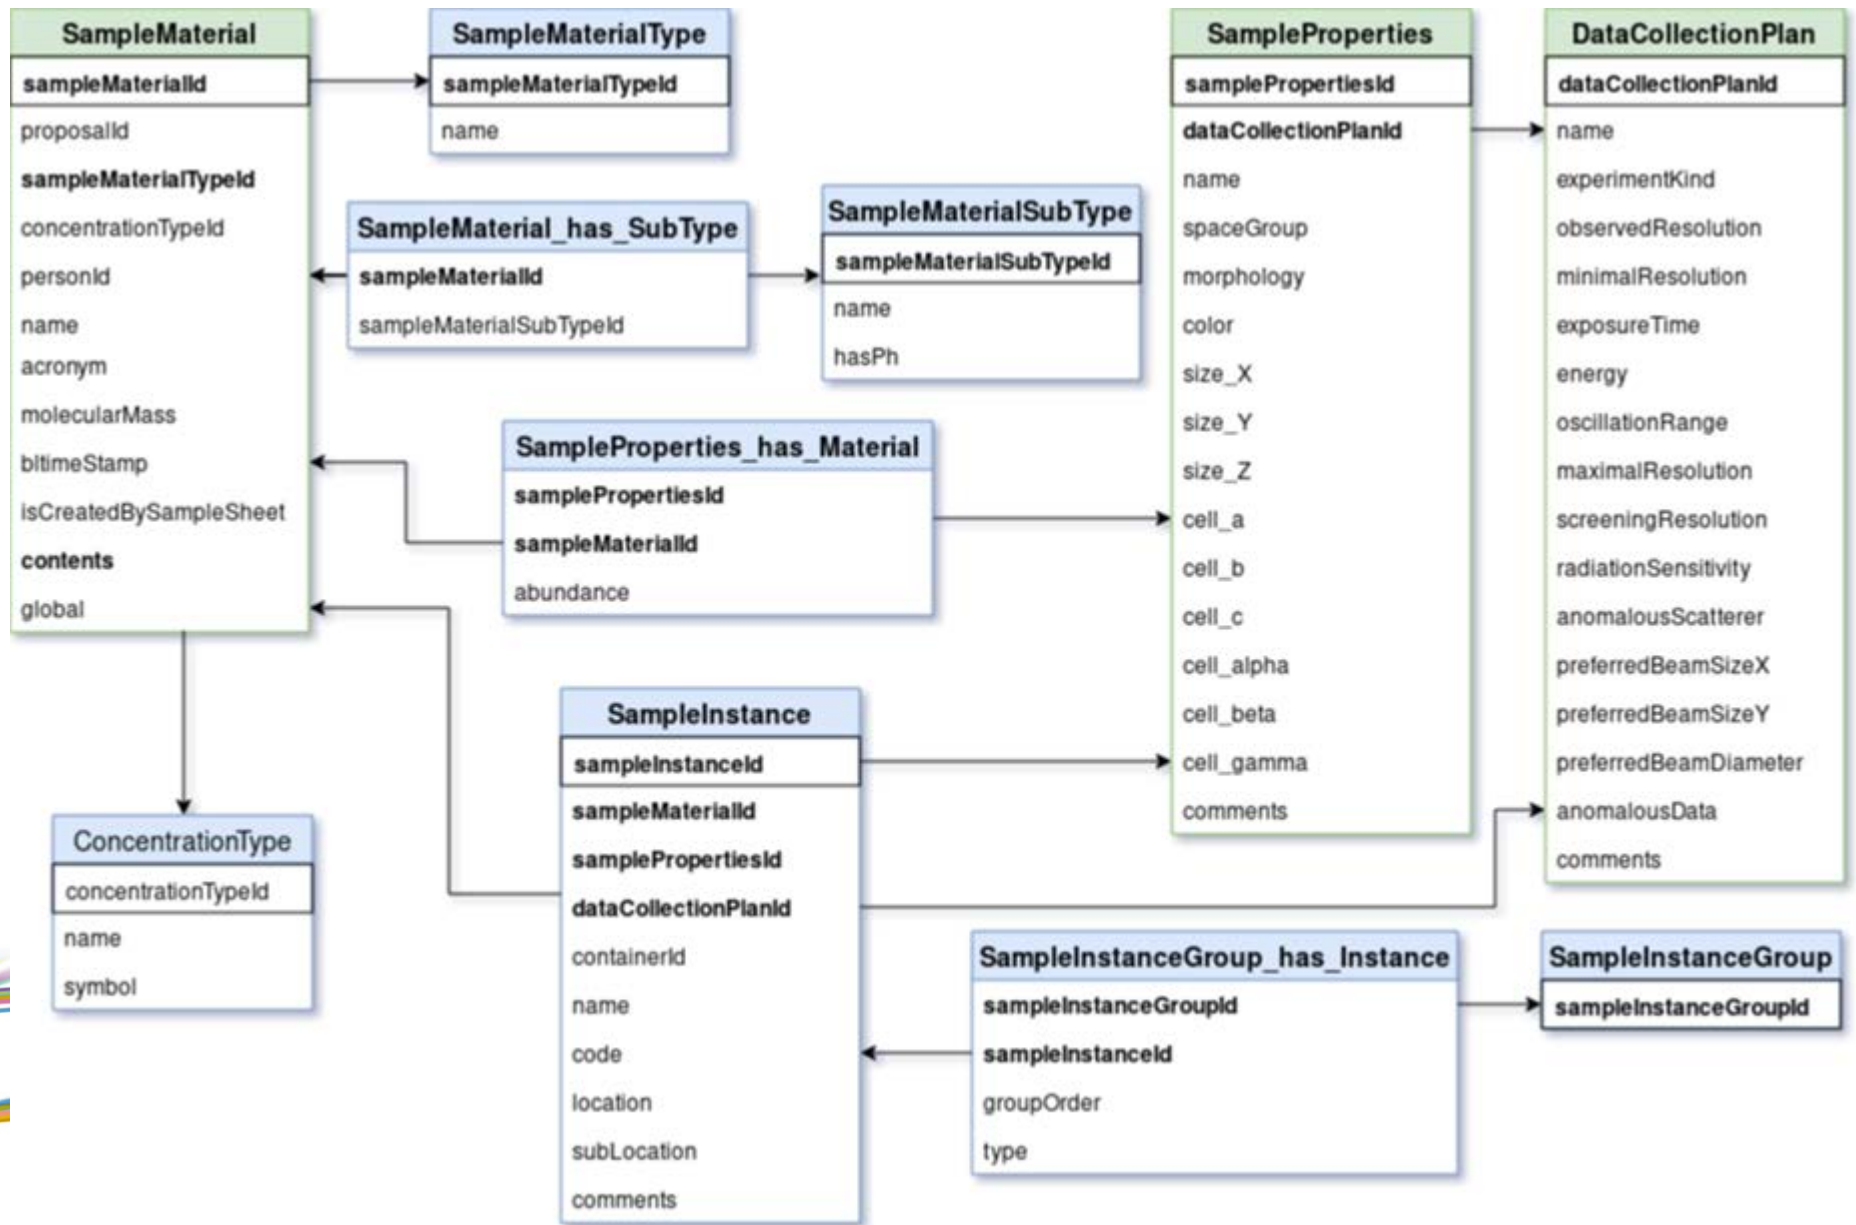 SampleMaterial
sampleMaterialId
proposalId
sampleMaterialTypeId
concentrationTypeId
personId
name
acronym
molecularMass
bltimeStamp
isCreatedBySampleSheet
contents
global
SampleMaterialType
sampleMaterialTypeId
name
SampleMaterial_has_SubType
sampleMaterialId
sampleMaterialSubTypeId
SampleMaterialSubType
sampleMaterialSubTypeId
name
hasPh
SampleProperties_has_Material
samplePropertiesId
sampleMaterialId
abundance
SampleProperties
samplePropertiesId
dataCollectionPlanId
name
spaceGroup
morphology
color
size_X
size_Y
size_Z
cell_a
cell_b
cell_c
cell_alpha
cell_beta
cell_gamma
comments
DataCollectionPlan
dataCollectionPlanId
name
experimentKind
observedResolution
minimalResolution
exposureTime
energy
oscillationRange
maximalResolution
screeningResolution
radiationSensitivity
anomalousScatterer
preferredBeamSizeX
preferredBeamSizeY
preferredBeamDiameter
anomalousData
comments
ConcentrationType
concentrationTypeId
name
symbol
SampleInstance
sampleInstanceId
sampleMaterialId
samplePropertiesId
dataCollectionPlanId
containerId
name
code
location
subLocation
comments
SampleInstanceGroup_has_Instance
sampleInstanceGroupId
sampleInstanceId
groupOrder
type
SampleInstanceGroup
sampleInstanceGroupId